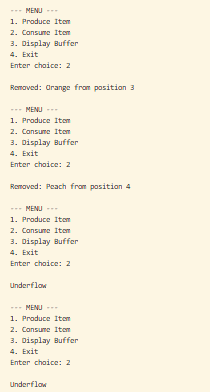 --- MENU ---
1. Produce Item
2. Consume Item
3. Display Buffer
4. Exit
Enter choice: 2
Removed: Orange from position 3
--- MENU ---
1. Produce Item
2. Consume Item
3. Display Buffer
4. Exit
Enter choice: 2
Removed: Peach from position 4
--- MENU ---
1. Produce Item
2. Consume Item
3. Display Buffer
4. Exit
Enter choice: 2
Underflow
--- MENU ---
1. Produce Item
2. Consume Item
3. Display Buffer
4. Exit
Enter choice: 2
Underflow